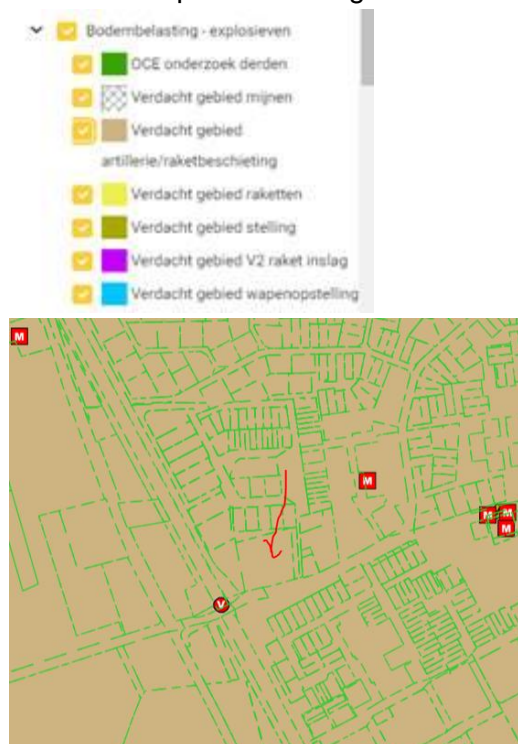 Bodembelasting - explosieven
OCE onderzoek derden
Verdacht gebied mijnen
Verdacht gebied
artillerie/raketbeschieting
Verdacht gebied raketten
Verdacht gebied stelling
Verdacht gebied V2 raket inslag
Verdacht gebied wapenopstelling
M
M
M M
M
V